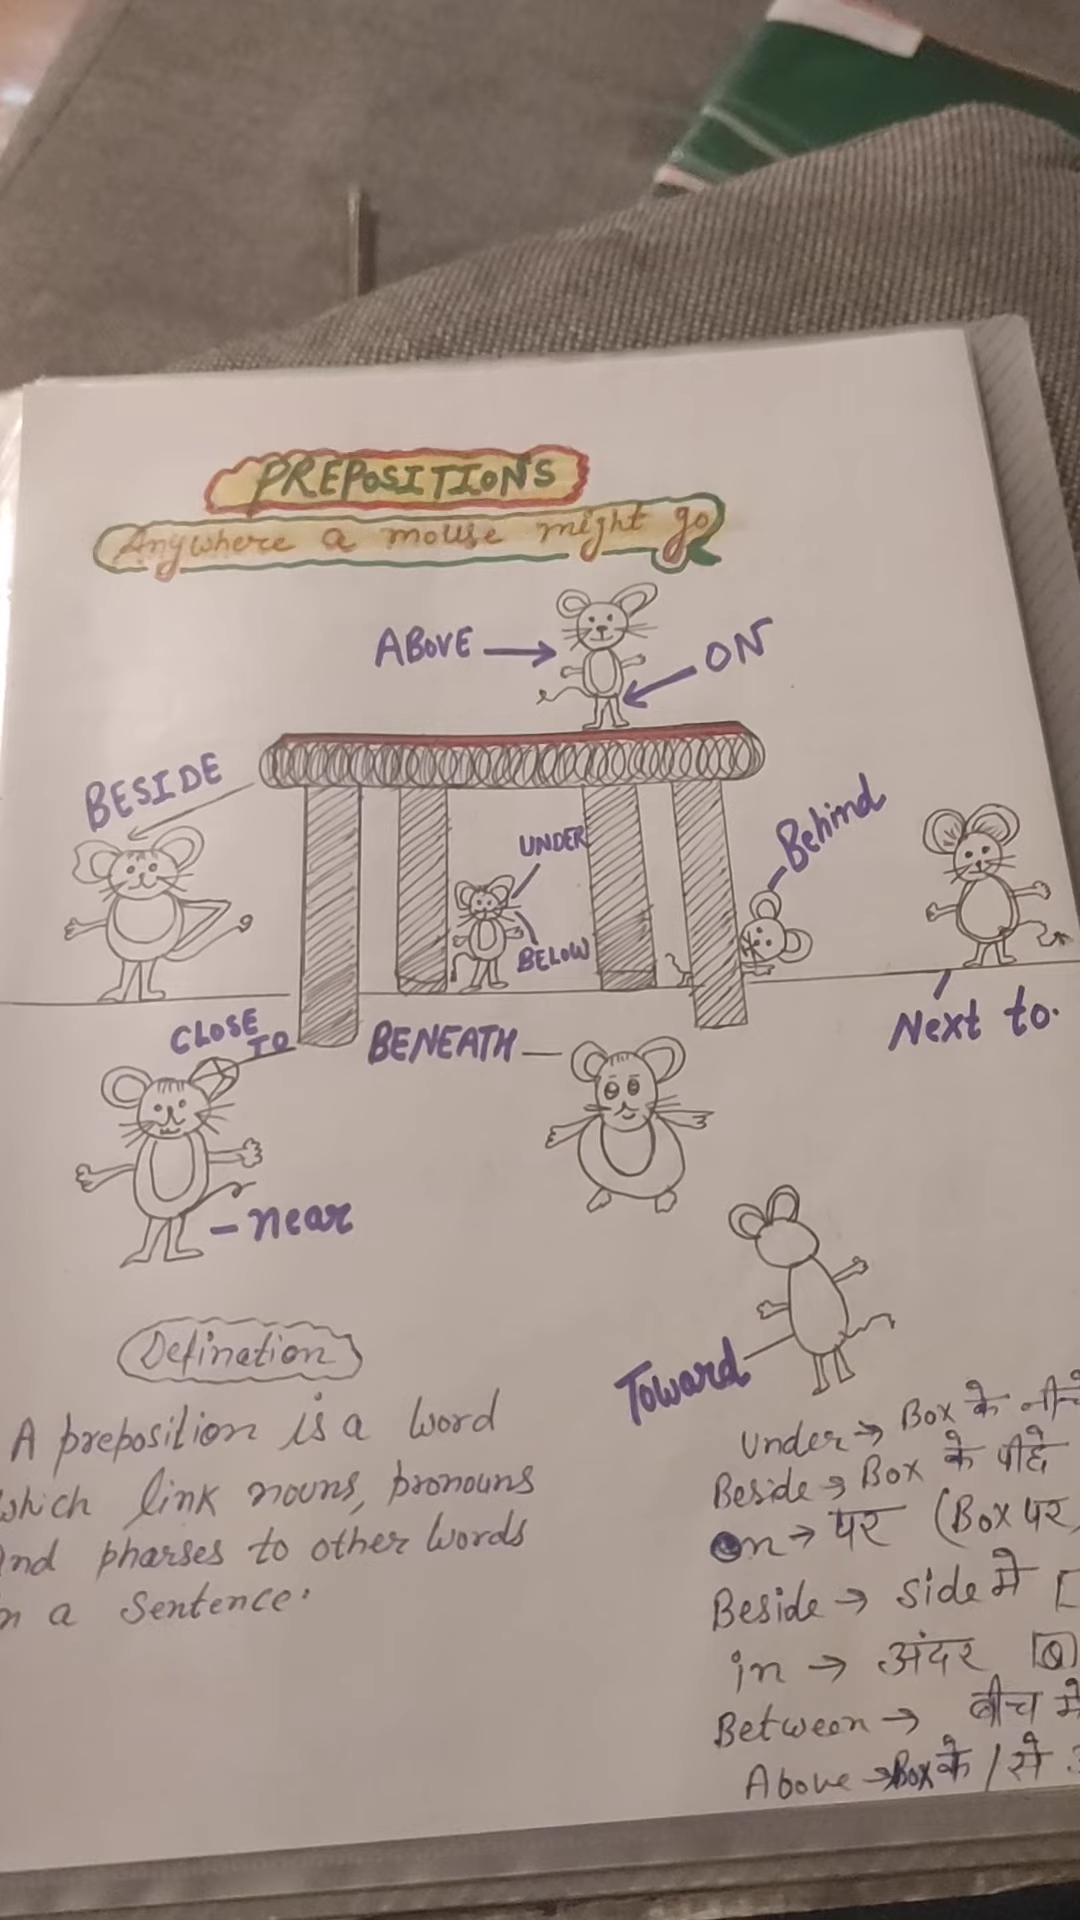 PREPOSITIONS
Anywhere a mouse might go
ABOVE
ON
BESIDE
UNDER
BELOW
Behind
Next to.
CLOSE
TO
BENEATH
near
Toward
Defination
A preposition is a word
which link nouns, pronouns
and pharses to other words
a sentence.
Under → Box के नीचे
Beside → Box के पीछे
on → पर (Box पर,
Beside → side में
in → अंदर
Between → बीच में
Above → Box के / से